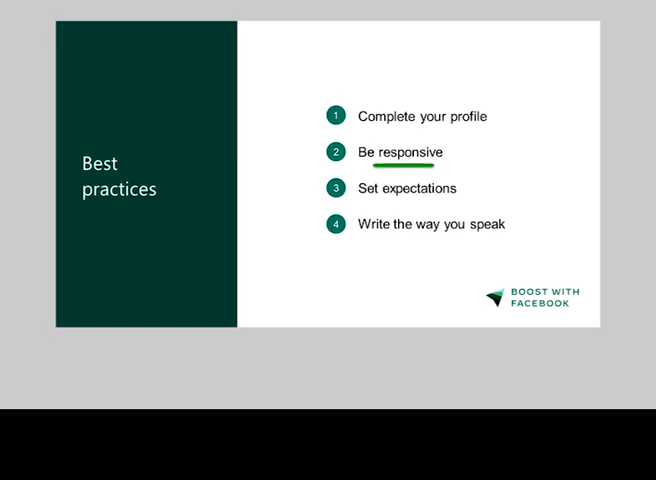 Best
practices
1 Complete your profile
2 Be responsive
3 Set expectations
4 Write the way you speak
BOOST WITH
FACEBOOK